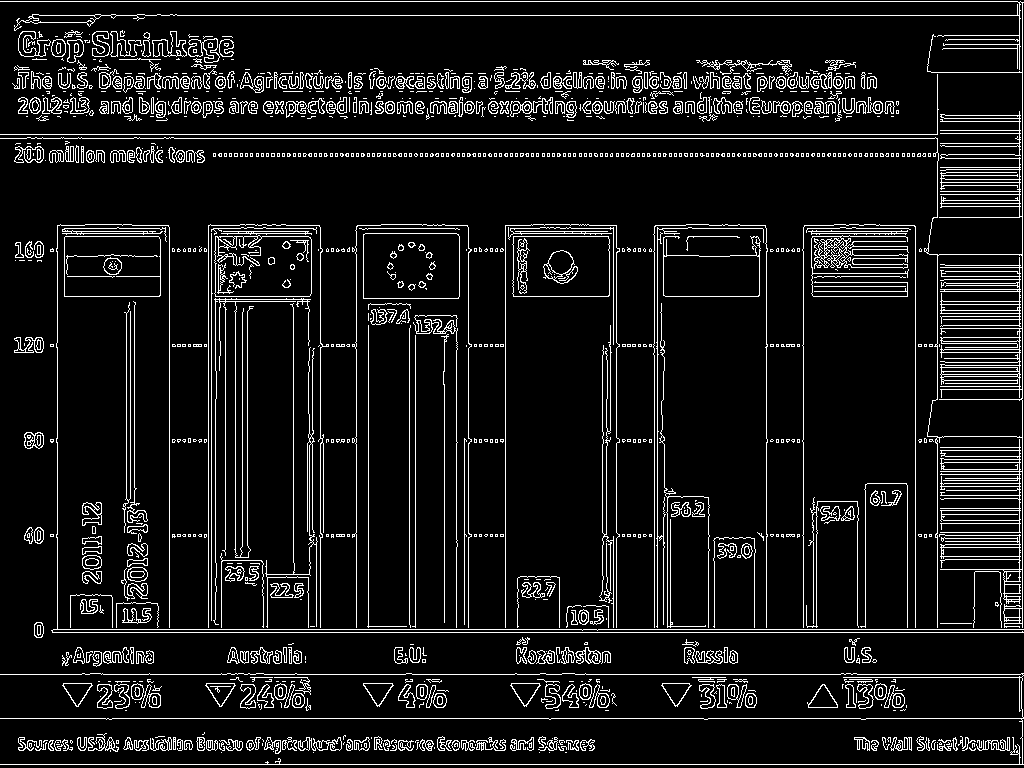 Crop Shrinkage
The U.S. Department of Agriculture is forecasting a 5.2% decline in global wheat production in
2012-13, and big drops are expected in some major exporting countries and the European Union:
200 million metric tons
160
120
80
40
0
2011-12
2012-13
15.
11.5
29.5
22.5
137.4
132.4
22.7
10.5
56.2
39.0
54.4
61.7
Argentina Australia E.U. Kazakhstan Russia U.S.
▼23% ▼24% ▼4% ▼54% ▼31% ▲13%
Sources: USDA; Australian Bureau of Agricultural and Resource Economics and Sciences
The Wall Street Journal